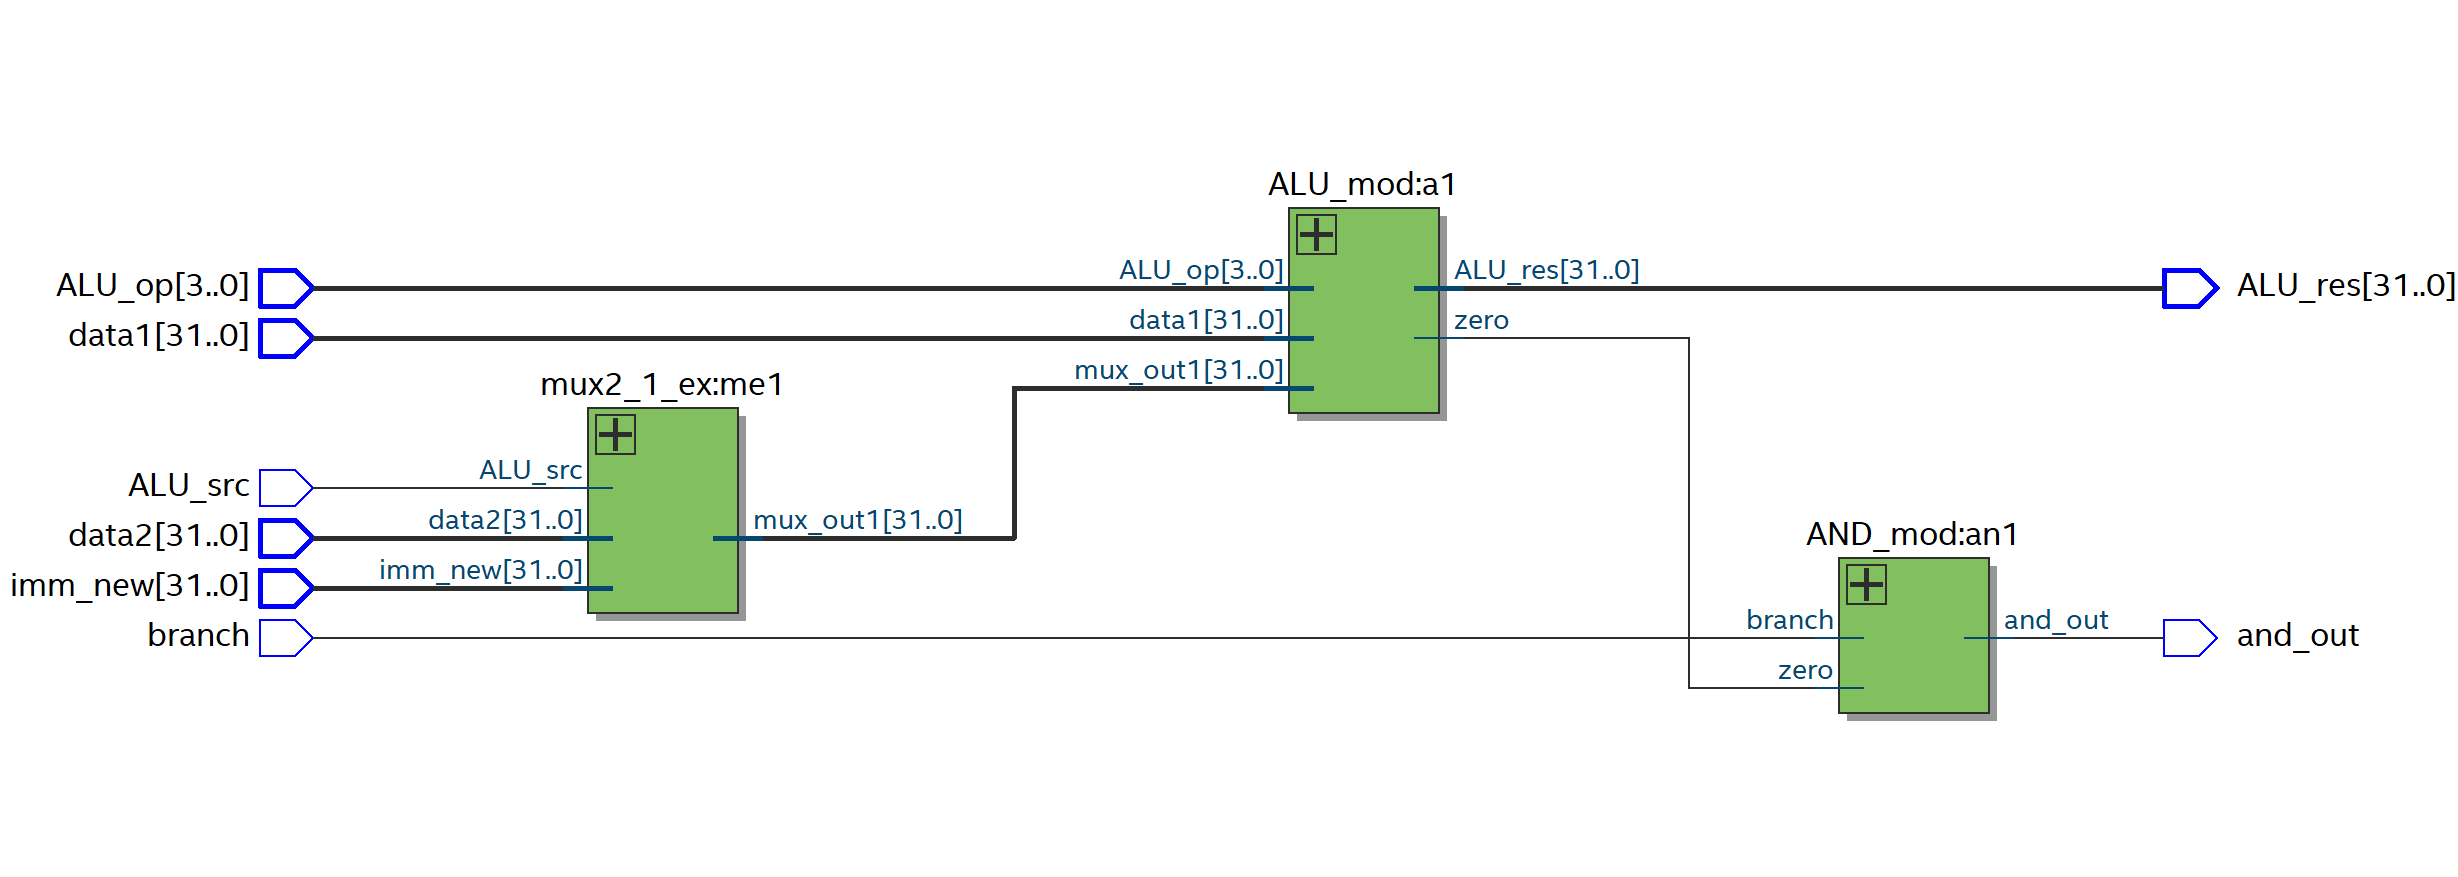 ALU_mod:a1
ALU_op[3..0]
ALU_op[3..0]
ALU_res[31..0]
ALU_res[31..0]
data1[31..0]
data1[31..0]
zero
mux_out1[31..0]
mux2_1_ex:me1
ALU_src
ALU_src
data2[31..0]
data2[31..0]
mux_out1[31..0]
imm_new[31..0]
imm_new[31..0]
AND_mod:an1
branch
branch
and_out
and_out
zero